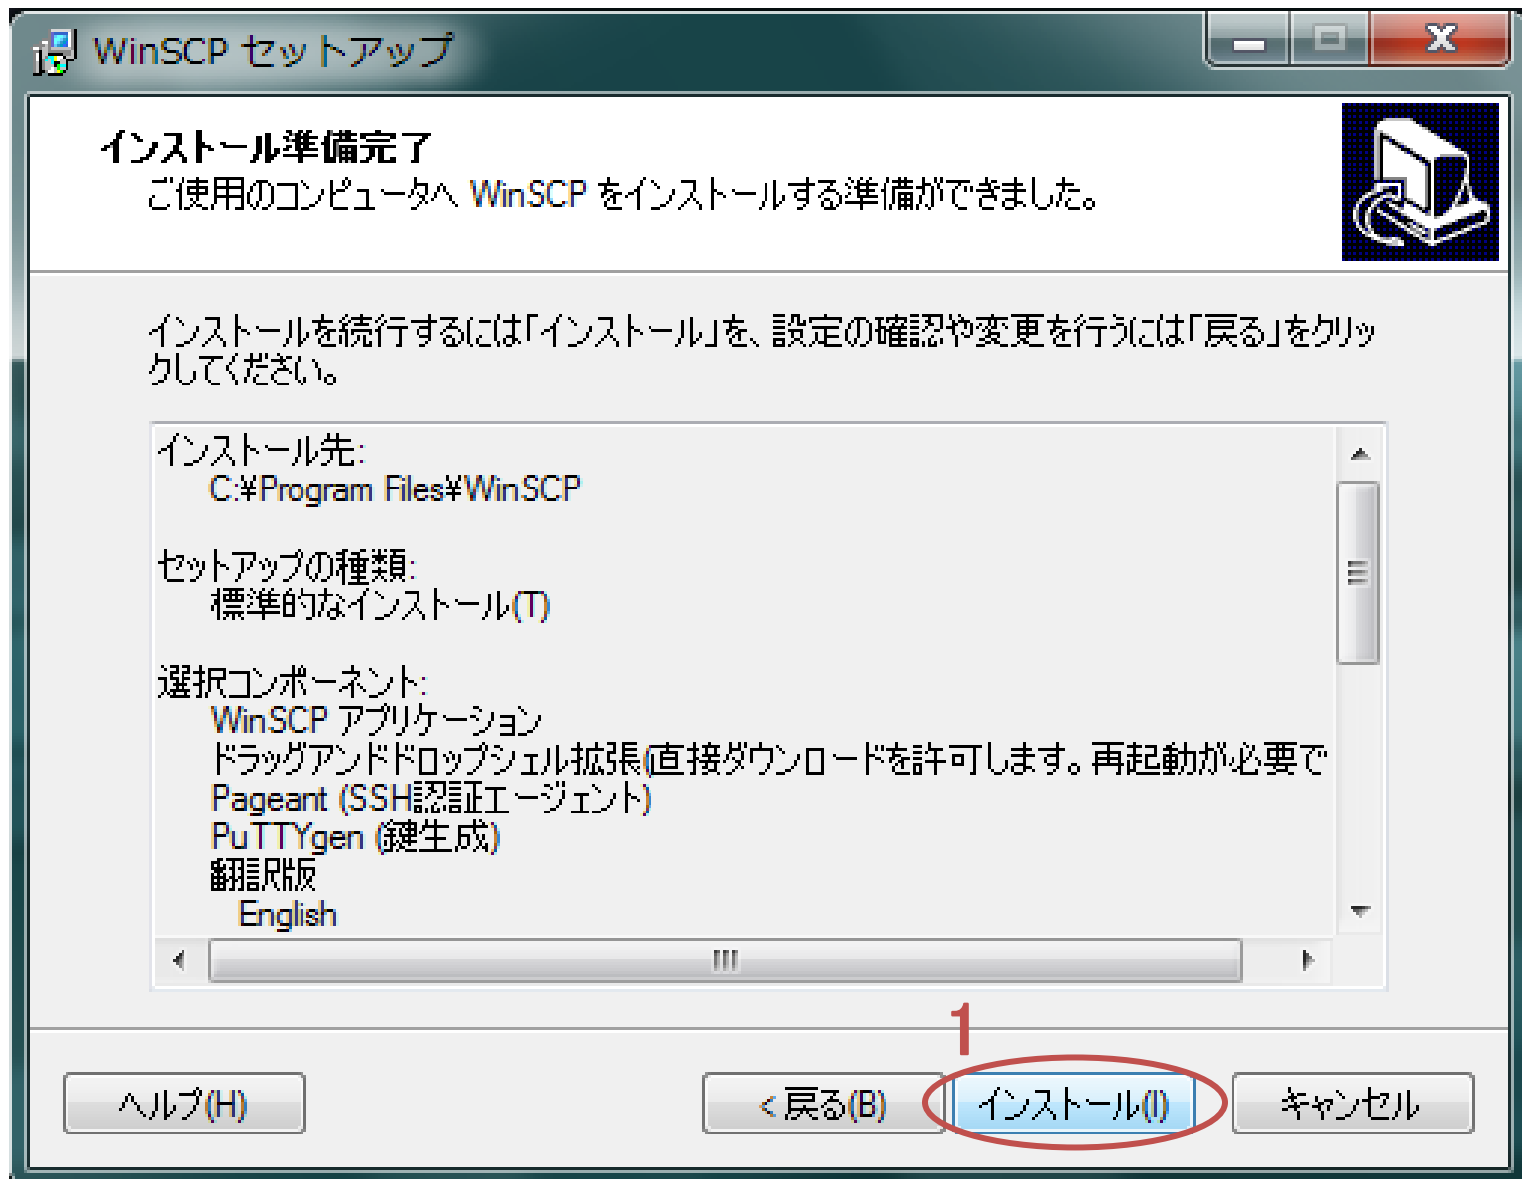 WinSCP セットアップ
インストール準備完了
ご使用のコンピュータへ WinSCP をインストールする準備ができました。
インストールを続行するには「インストール」を、設定の確認や変更を行うには「戻る」をクリッ
クしてください。
インストール先:
C:¥Program Files¥WinSCP
セットアップの種類:
標準的なインストール(T)
選択コンポーネント:
WinSCP アプリケーション
ドラッグアンドドロップシェル拡張(直接ダウンロードを許可します。再起動が必要で
Pageant (SSH認証エージェント)
PuTTYgen (鍵生成)
翻訳版
English
1
ヘルプ(H)
< 戻る(B)
インストール(I)
キャンセル